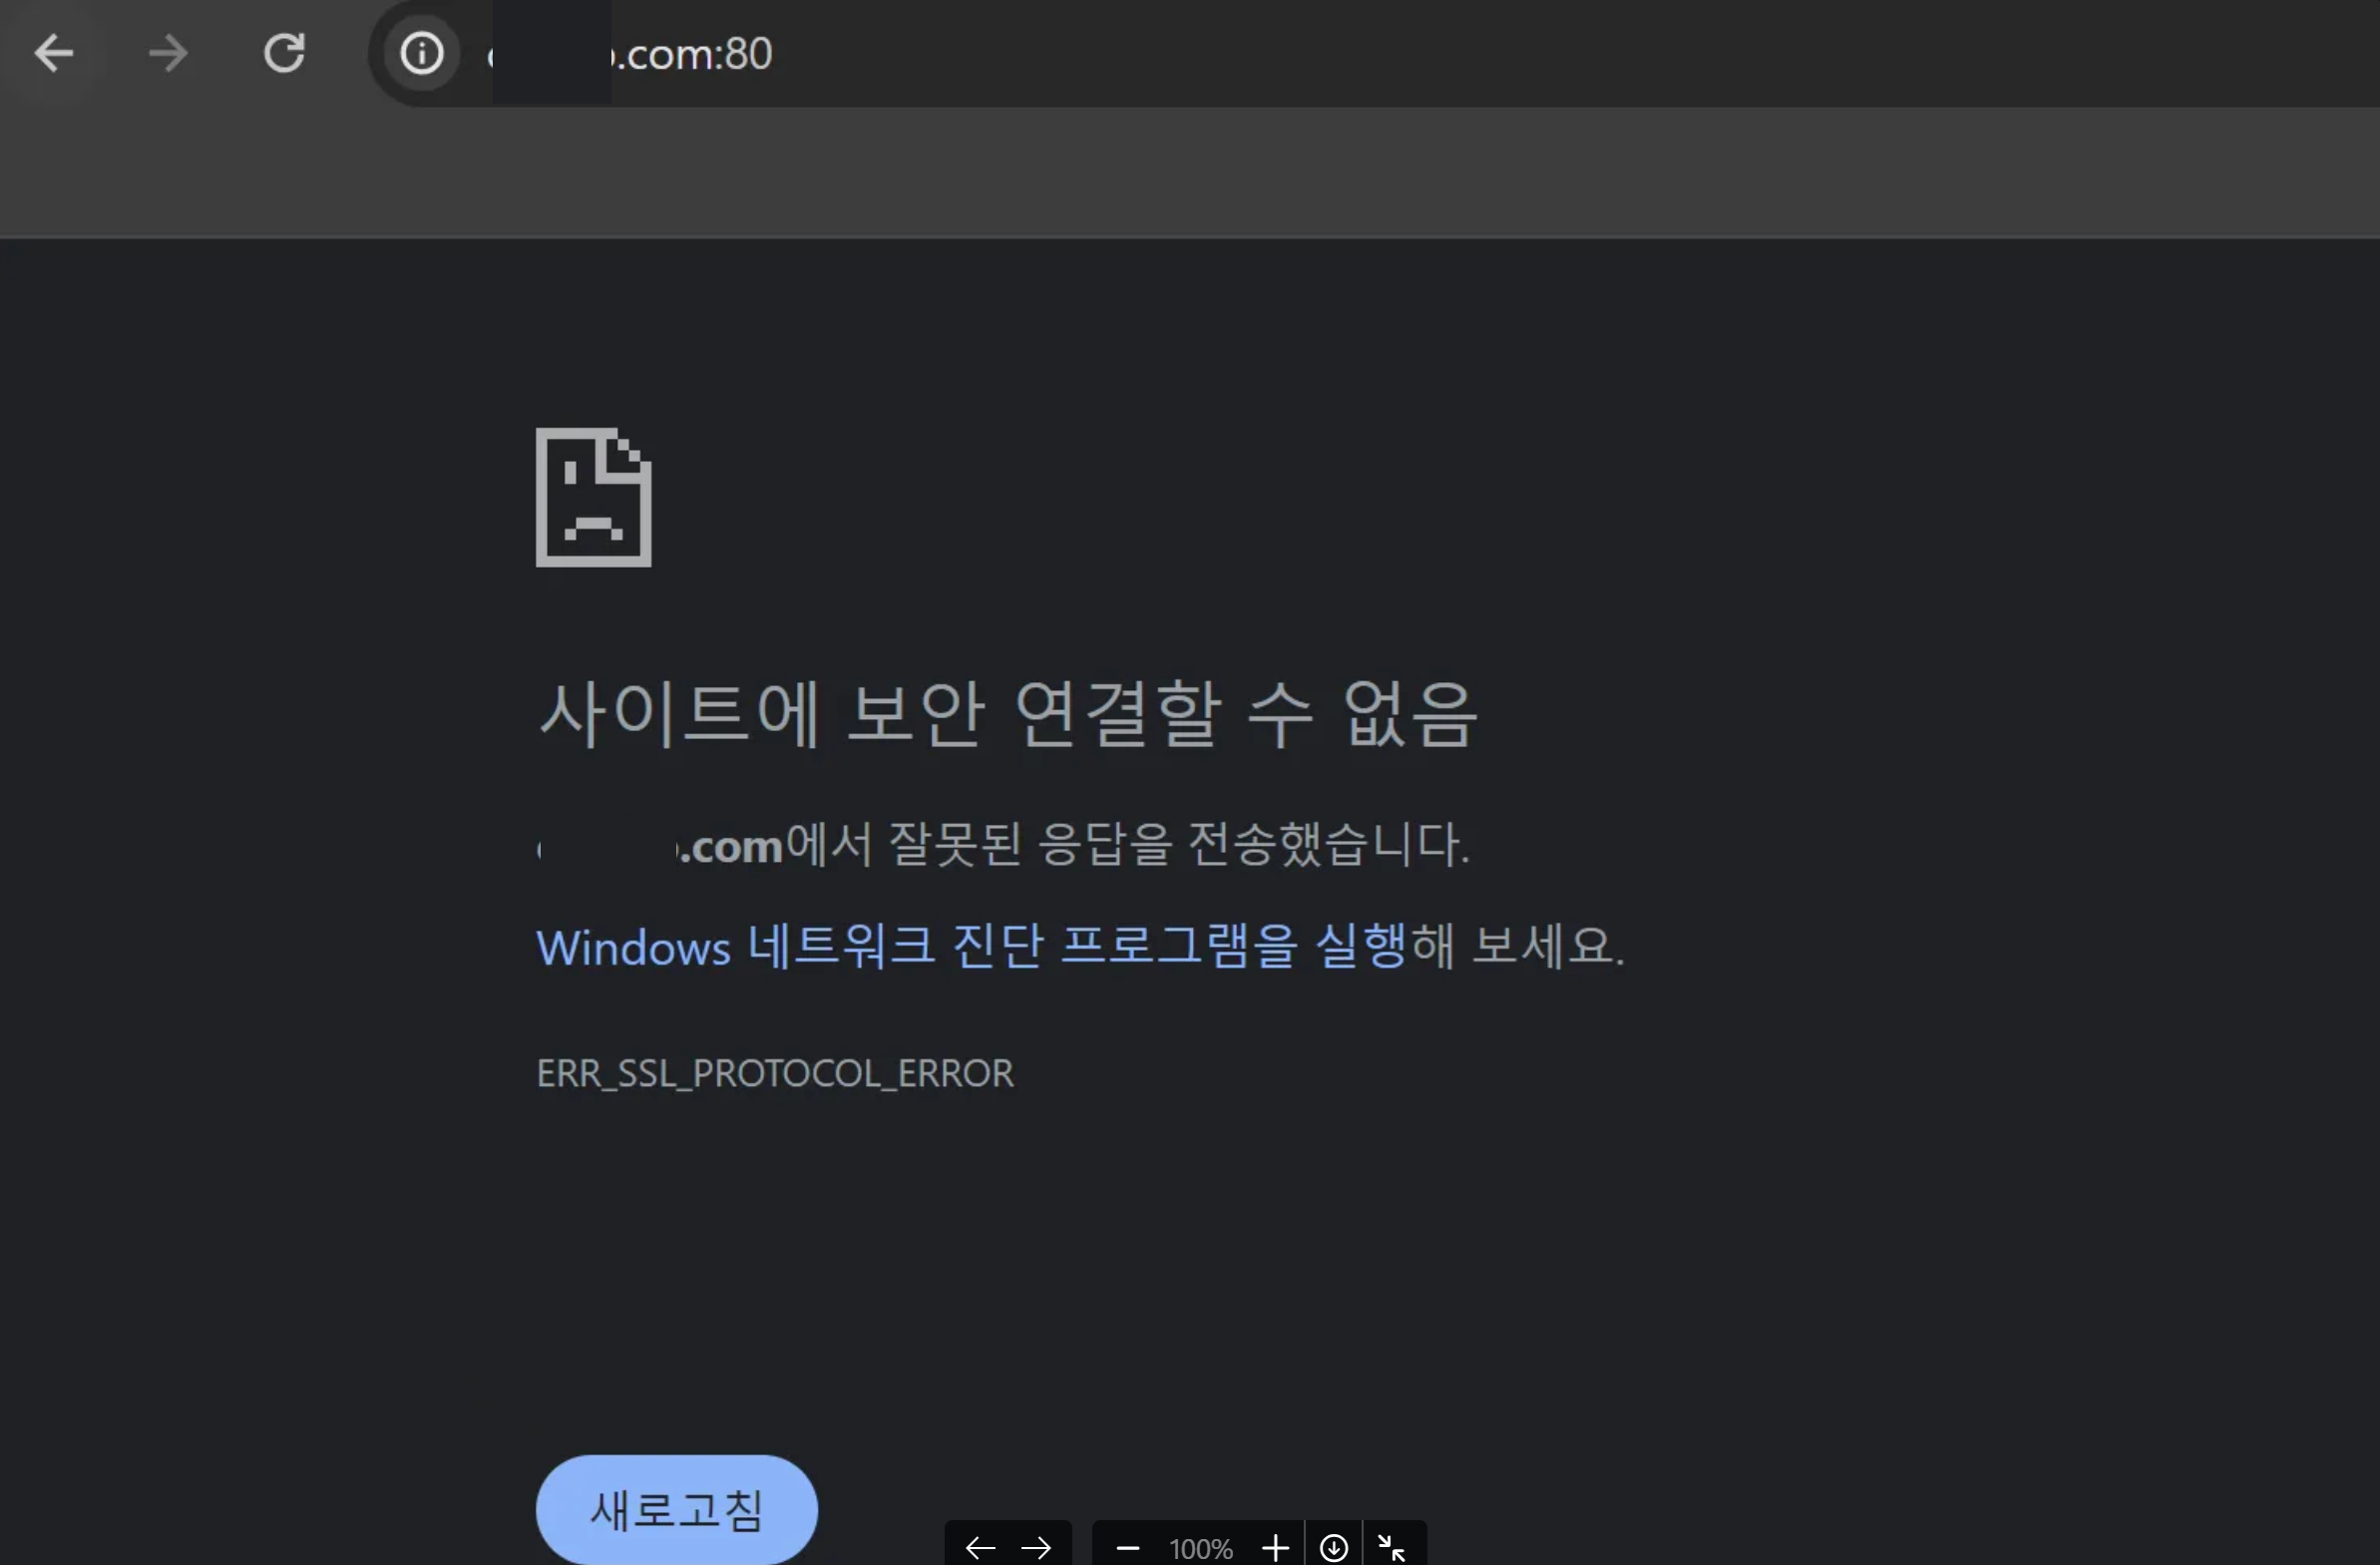 .com:80
사이트에 보안 연결할 수 없음
.com에서 잘못된 응답을 전송했습니다.
Windows 네트워크 진단 프로그램을 실행해 보세요.
ERR_SSL_PROTOCOL_ERROR
새로고침
100%